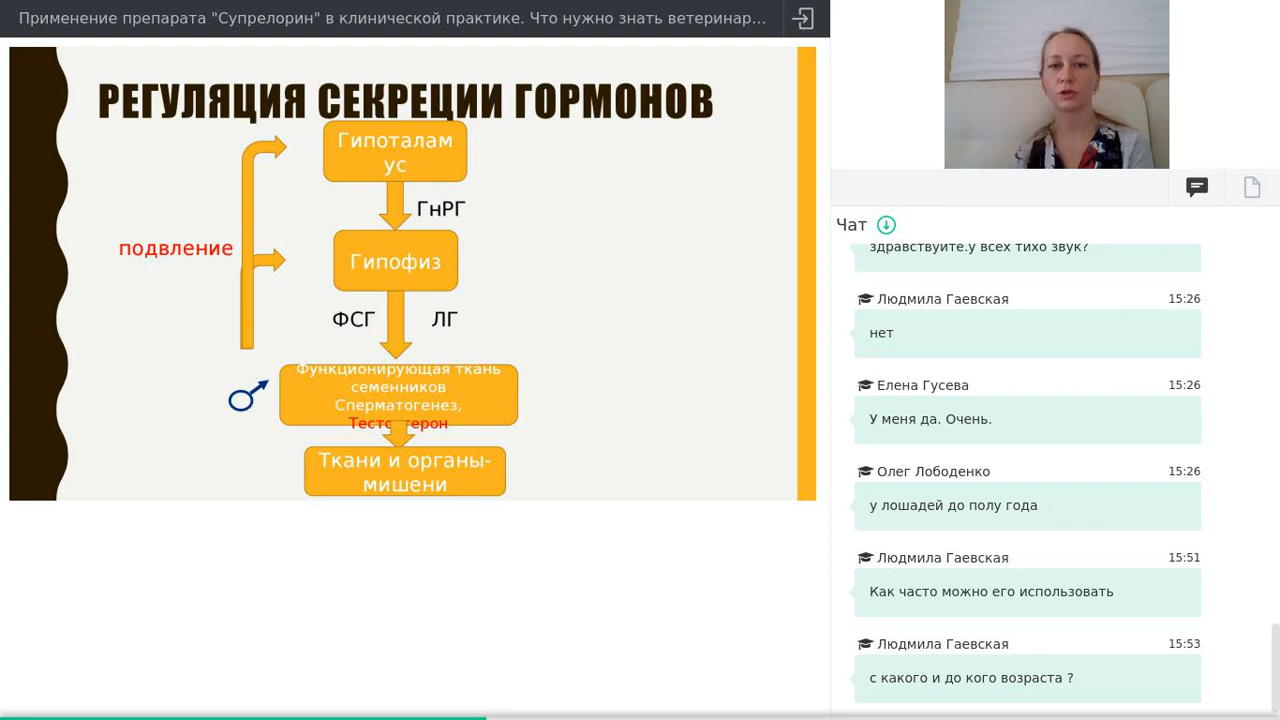 Применение препарата "Супрелорин" в клинической практике. Что нужно знать ветеринар...
РЕГУЛЯЦИЯ СЕКРЕЦИИ ГОРМОНОВ
Гипоталам
ус
ГнРГ
подвление
Гипофиз
ФСГ ЛГ
Функционирующая ткань
семенников
Сперматогенез,
Тестостерон
Ткани и органы-
мишени
Чат
здравствуйте.у всех тихо звук?
Людмила Гаевская 15:26
нет
Елена Гусева 15:26
У меня да. Очень.
Олег Лободенко 15:26
у лошадей до полу года
Людмила Гаевская 15:51
Как часто можно его использовать
Людмила Гаевская 15:53
с какого и до кого возраста ?